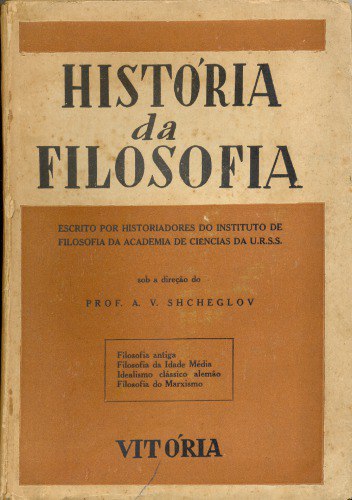 HISTÓRIA
da
FILOSOFIA
ESCRITO POR HISTORIADORES DO INSTITUTO DE
FILOSOFIA DA ACADEMIA DE CIENCIAS DA U.R.S.S.
sob a direção do
PROF. A. V. SHCHEGLOV
Filosofia antiga
Filosofia da Idade Média
Idealismo clássico alemão
Filosofia do Marxismo
VITÓRIA